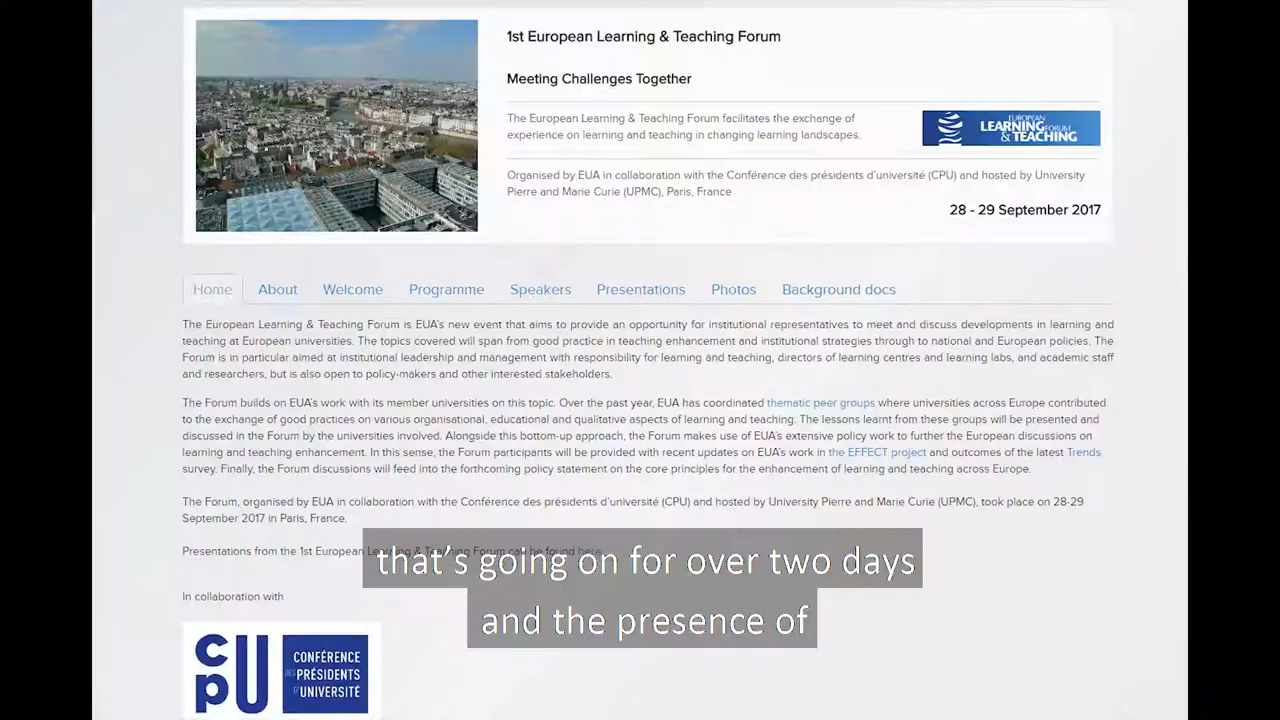 1st European Learning & Teaching Forum
Meeting Challenges Together
The European Learning & Teaching Forum facilitates the exchange of
experience on learning and teaching in changing learning landscapes.
EUROPEAN
LEARNING FORUM
& TEACHING
Organised by EUA in collaboration with the Conférence des présidents d'université (CPU) and hosted by University
Pierre and Marie Curie (UPMC), Paris, France
28 - 29 September 2017
Home About Welcome Programme Speakers Presentations Photos Background docs
The European Learning & Teaching Forum is EUA's new event that aims to provide an opportunity for institutional representatives to meet and discuss developments in learning and
teaching at European universities. The topics covered will span from good practice in teaching enhancement and institutional strategies through to national and European policies. The
Forum is in particular aimed at institutional leadership and management with responsibility for learning and teaching, directors of learning centres and learning labs, and academic staff
and researchers, but is also open to policy-makers and other interested stakeholders.
The Forum builds on EUA's work with its member universities on this topic. Over the past year, EUA has coordinated thematic peer groups where universities across Europe contributed
to the exchange of good practices on various organisational, educational and qualitative aspects of learning and teaching. The lessons learnt from these groups will be presented and
discussed in the Forum by the universities involved. Alongside this bottom-up approach, the Forum makes use of EUA's extensive policy work to further the European discussions on
learning and teaching enhancement. In this sense, the Forum participants will be provided with recent updates on EUA's work in the EFFECT project and outcomes of the latest Trends
survey. Finally, the Forum discussions will feed into the forthcoming policy statement on the core principles for the enhancement of learning and teaching across Europe.
The Forum, organised by EUA in collaboration with the Conférence des présidents d'université (CPU) and hosted by University Pierre and Marie Curie (UPMC), took place on 28-29
September 2017 in Paris, France.
Presentations from the 1st European Learning & Teaching Forum can be found here.
that's going on for over two days
and the presence of
In collaboration with
cpu
CONFÉRENCE
DES PRÉSIDENTS
D'UNIVERSITÉ